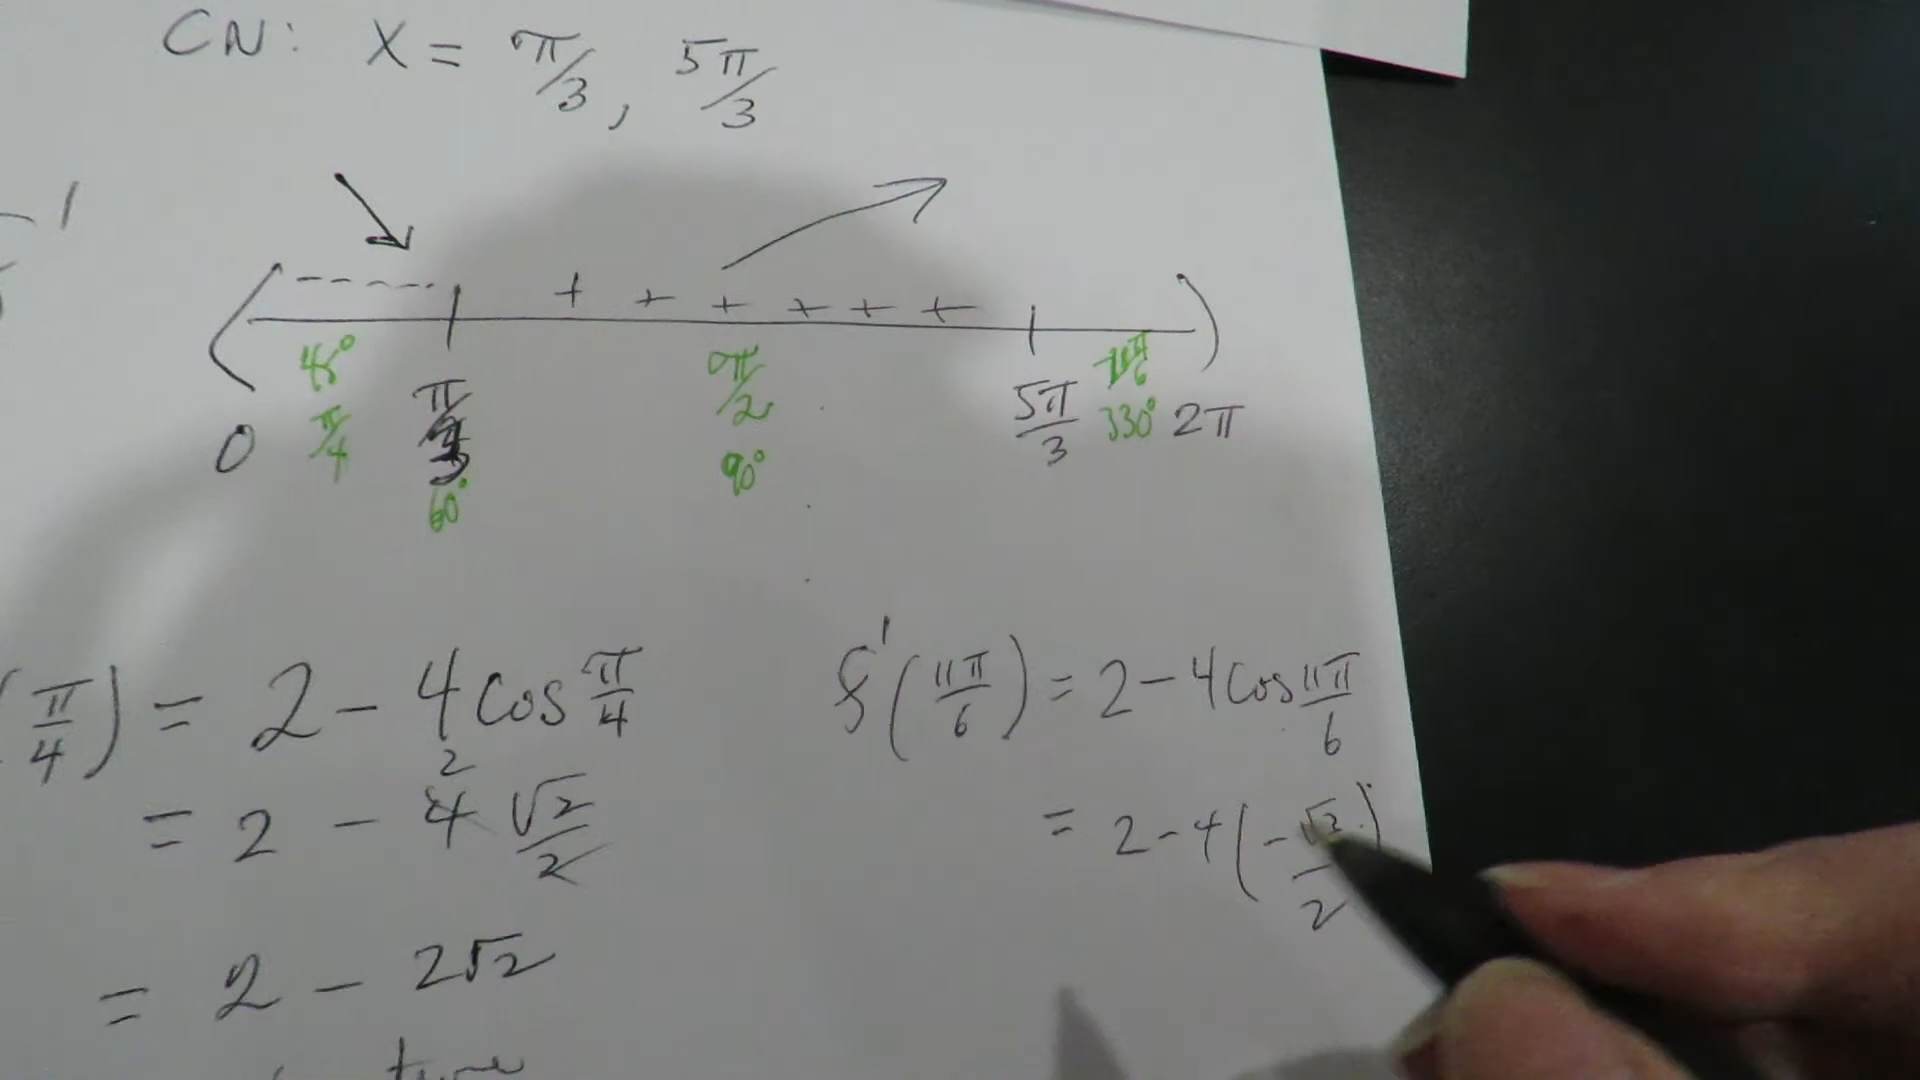 CN: X = π/3, 5π/3
- - - - - + + + + + +
45° π/2 11π/6
0 π/4 π/3 5π/3 330° 2π
60° 90°
(π/4) = 2 - 4 cos π/4
= 2 - 4 √2/2
2
= 2 - 2√2
f'(11π/6) = 2 - 4 cos 11π/6
= 2 - 4(-√3/2)